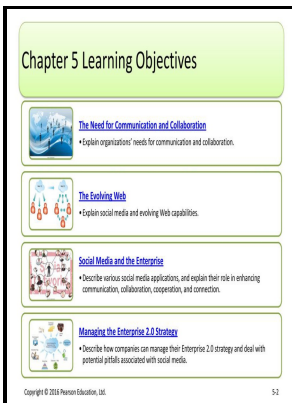 Chapter 5 Learning Objectives
The Need for Communication and Collaboration
• Explain organizations' needs for communication and collaboration.
The Evolving Web
• Explain social media and evolving Web capabilities.
Social Media and the Enterprise
• Describe various social media applications, and explain their role in enhancing
communication, collaboration, cooperation, and connection.
Managing the Enterprise 2.0 Strategy
• Describe how companies can manage their Enterprise 2.0 strategy and deal with
potential pitfalls associated with social media.
Copyright © 2016 Pearson Education, Ltd.
5-2